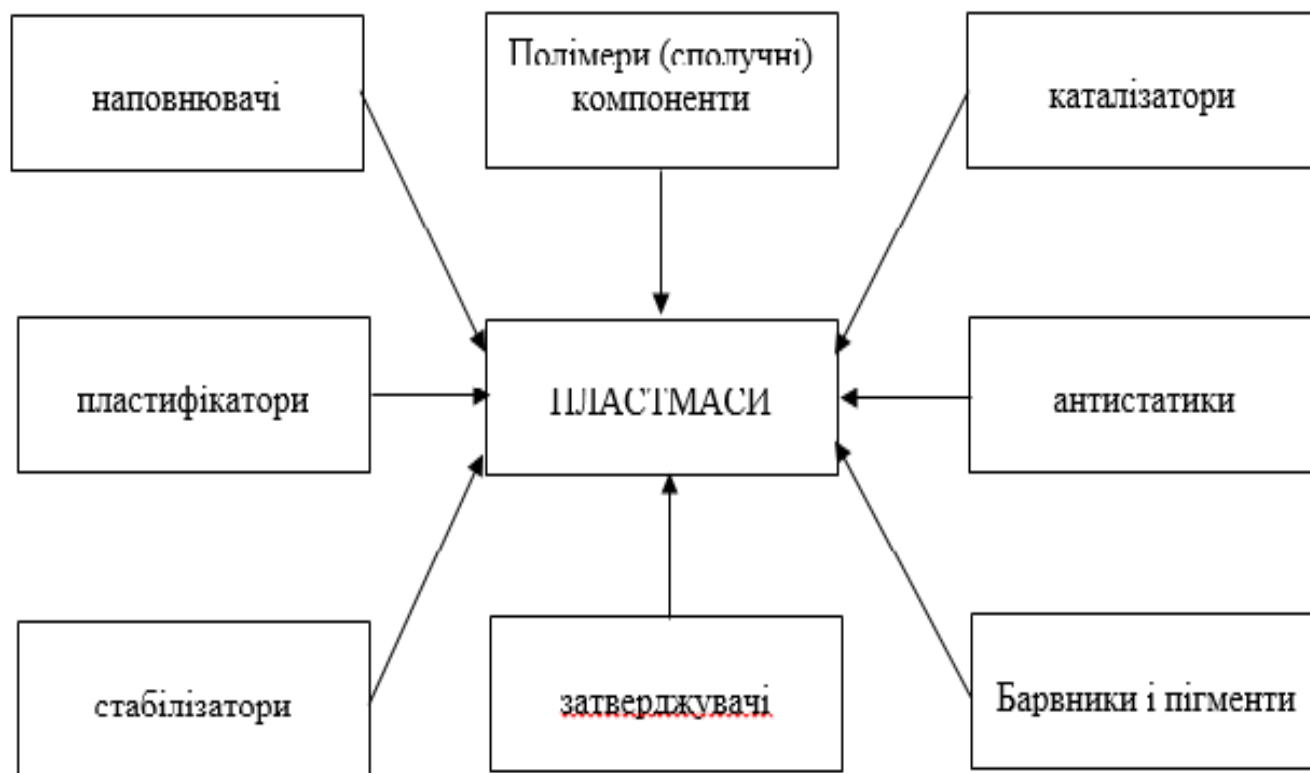 наповнювачі
Полімери (сполучні)
компоненти
каталізатори
пластифікатори
ПЛАСТМАСИ
антистатики
стабілізатори
затверджувачі
Барвники і пігменти